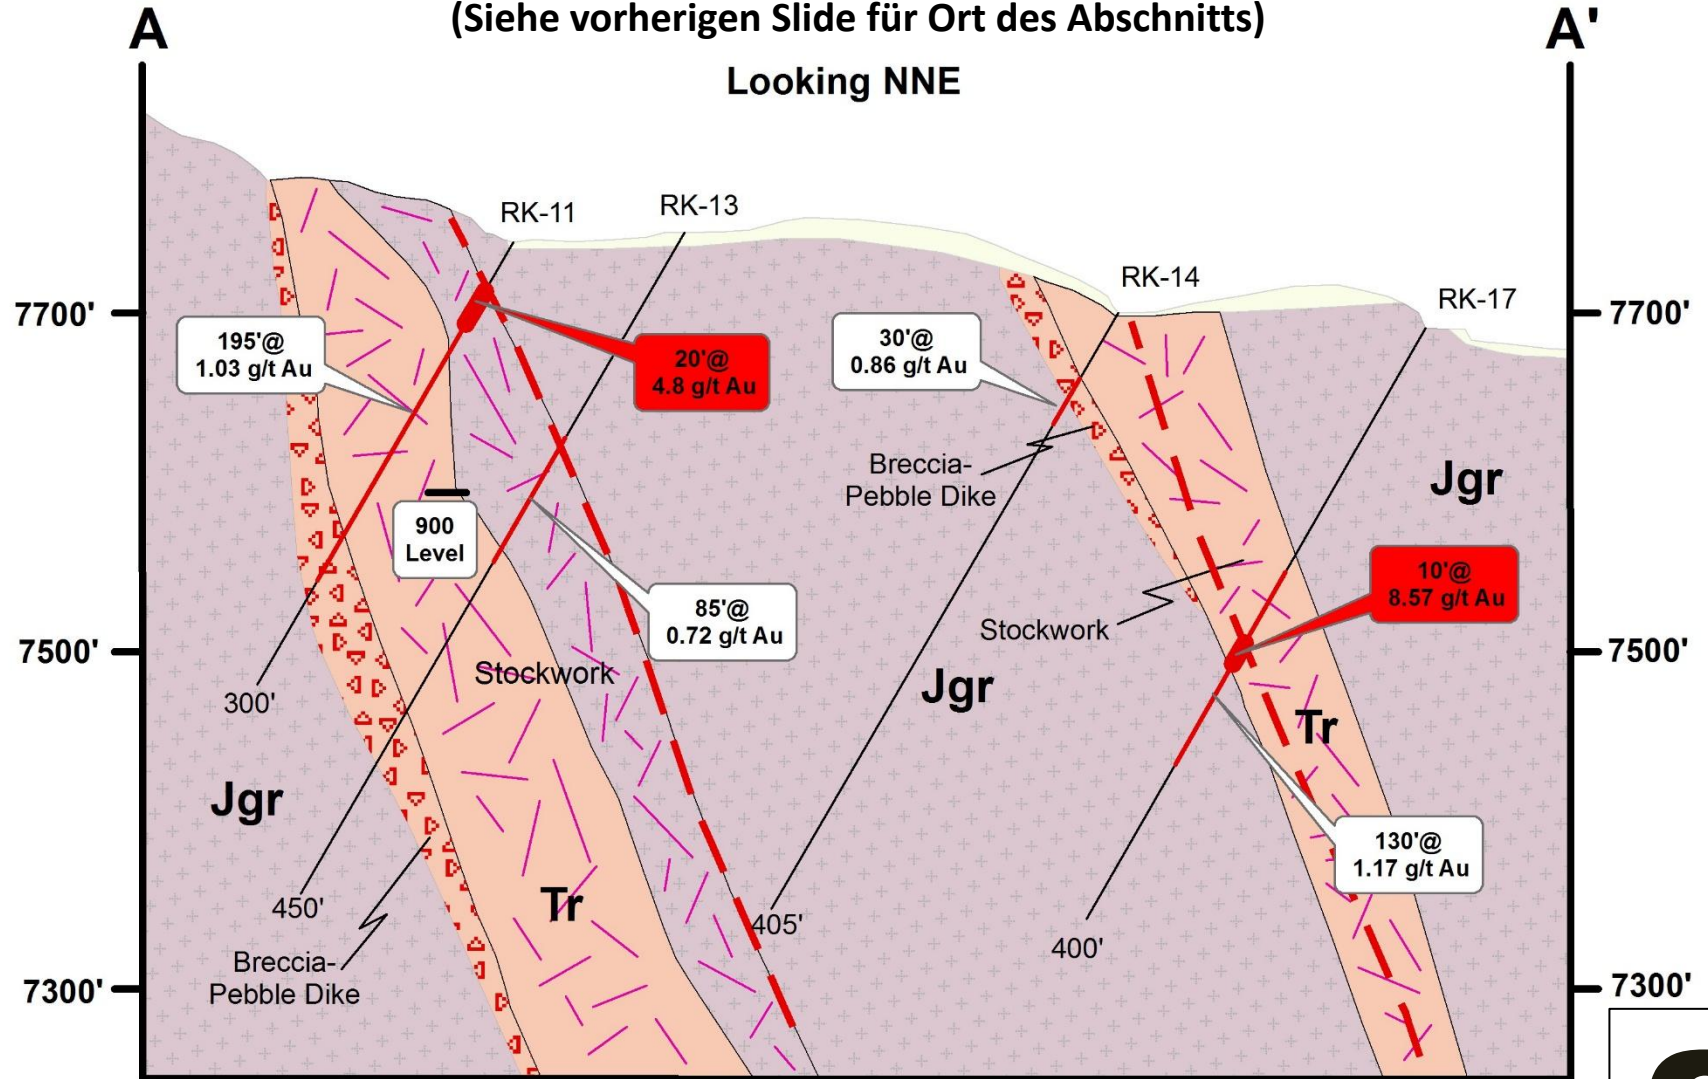 (Siehe vorherigen Slide für Ort des Abschnitts)
A
A'
Looking NNE
RK-11
RK-13
RK-14
RK-17
7700'
7700'
195'@
1.03 g/t Au
20'@
4.8 g/t Au
30'@
0.86 g/t Au
Breccia-
Pebble Dike
Jgr
900
Level
10'@
8.57 g/t Au
85'@
0.72 g/t Au
Stockwork
7500'
7500'
Stockwork
Jgr
300'
Tr
Jgr
130'@
1.17 g/t Au
Tr
450'
405'
400'
Breccia-
Pebble Dike
7300'
7300'